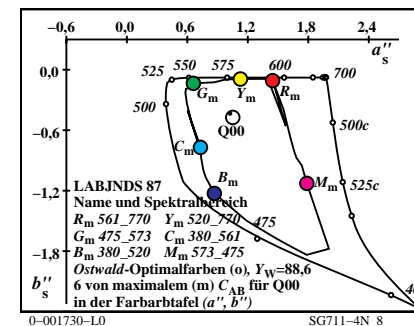 −0,6 0,0 0,6 1,2 1,8 2,4
a″s
525 550 575 600 700
0,0
Gm Ym Rm
500
500c
−0,6
Q00
Cm
Bm Mm 525c
LABJNDS 87
Name und Spektralbereich
−1,2
Rm 561_770 Ym 520_770
475
Gm 475_573 Cm 380_561
Bm 380_520 Mm 573_475
−1,8
Ostwald-Optimalfarben (o), YW=88,6
b″s
6 von maximalem (m) CAB für Q00
in der Farbarbtafel (a″, b″)
0–001730–L0 SG711–4N 8